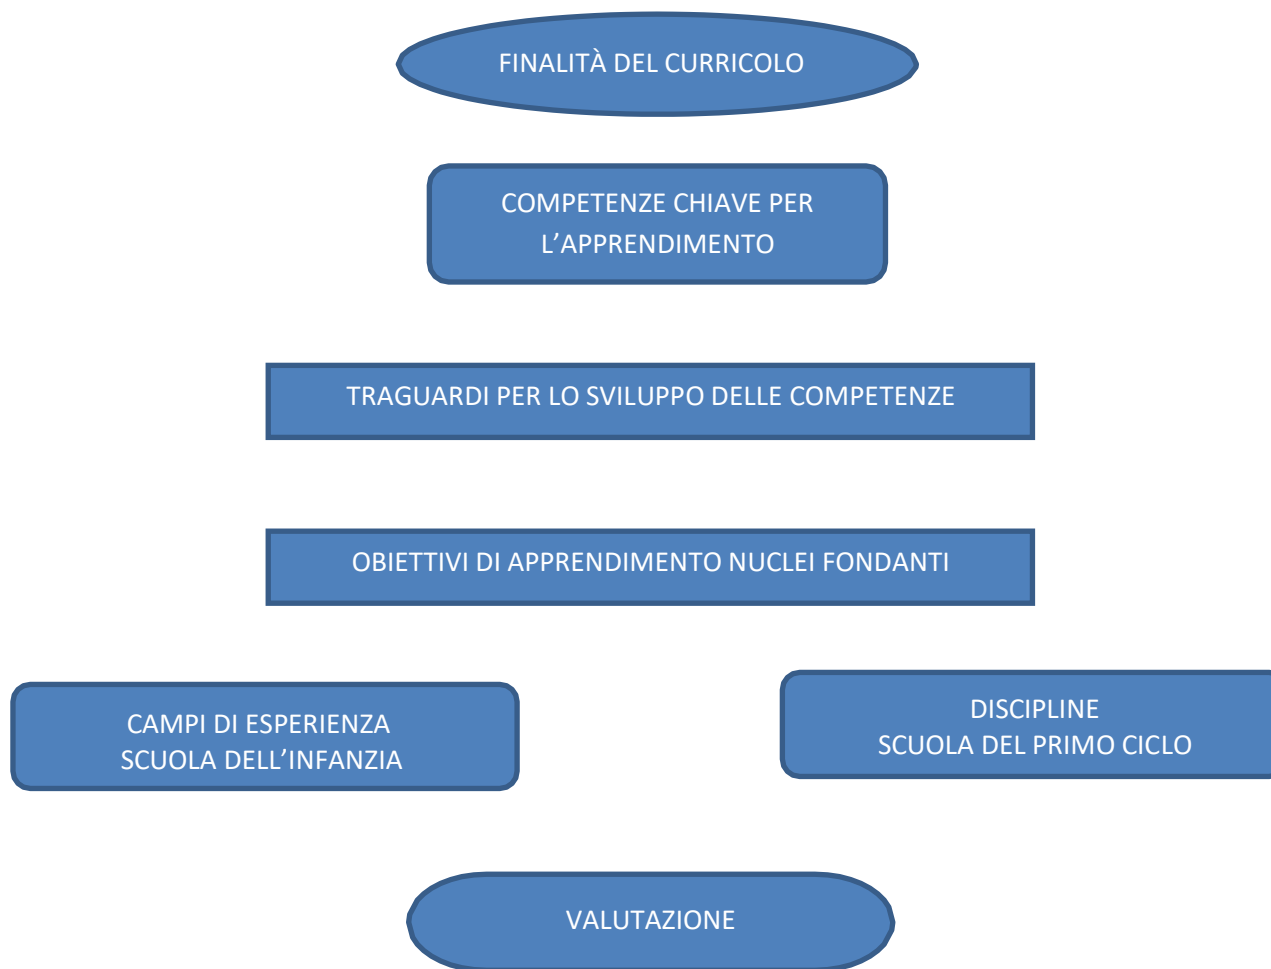 FINALITÀ DEL CURRICOLO
COMPETENZE CHIAVE PER
L’APPRENDIMENTO
TRAGUARDI PER LO SVILUPPO DELLE COMPETENZE
OBIETTIVI DI APPRENDIMENTO NUCLEI FONDANTI
CAMPI DI ESPERIENZA
SCUOLA DELL’INFANZIA
DISCIPLINE
SCUOLA DEL PRIMO CICLO
VALUTAZIONE